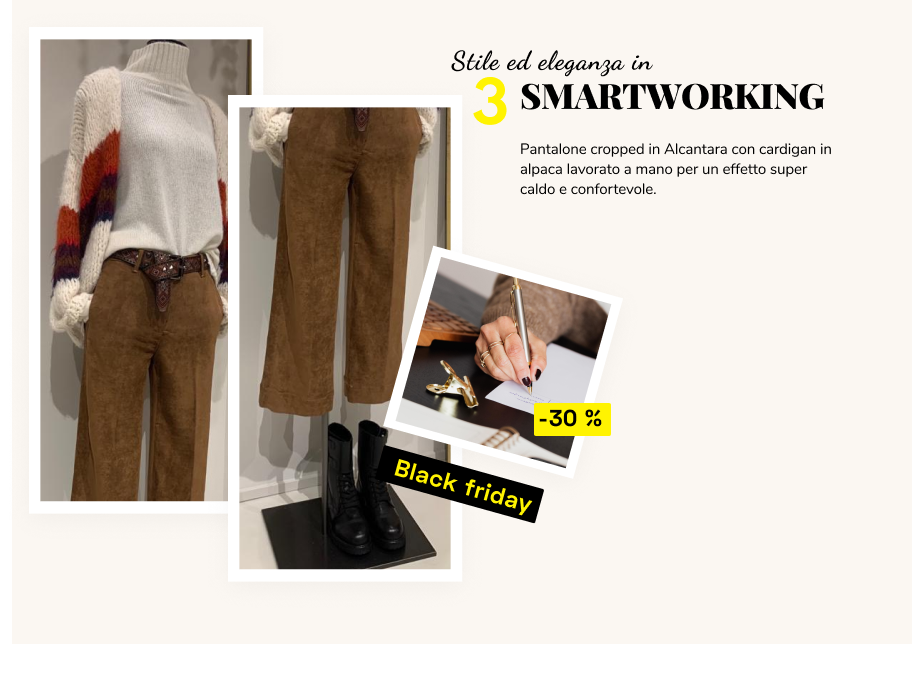 Stile ed eleganza in
3 SMARTWORKING
Pantalone cropped in Alcantara con cardigan in
alpaca lavorato a mano per un effetto super
caldo e confortevole.
-30 %
Black friday